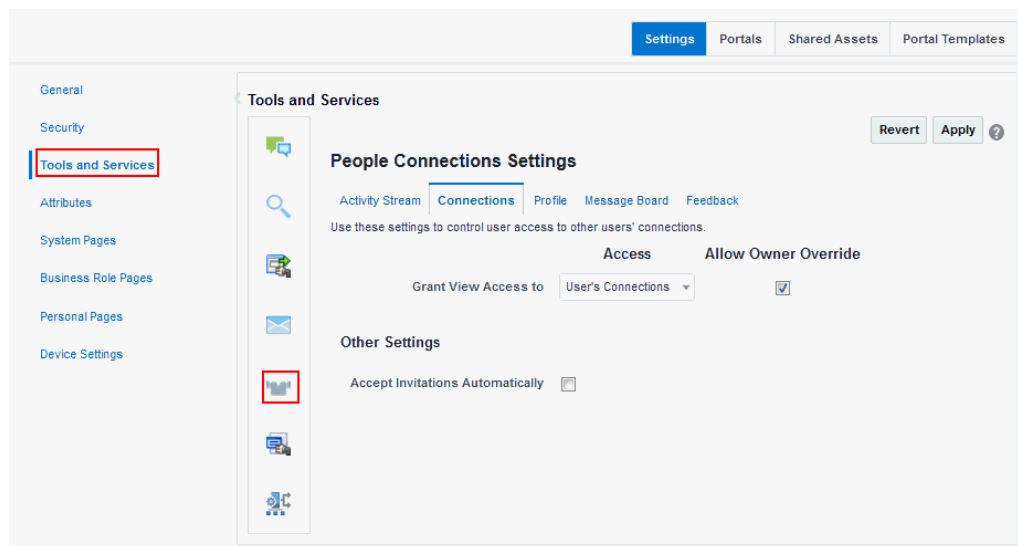 Settings Portals Shared Assets Portal Templates
General
Security
Tools and Services
Attributes
System Pages
Business Role Pages
Personal Pages
Device Settings
Tools and Services
Revert Apply ?
People Connections Settings
Activity Stream Connections Profile Message Board Feedback
Use these settings to control user access to other users' connections.
Access Allow Owner Override
Grant View Access to User's Connections
Other Settings
Accept Invitations Automatically